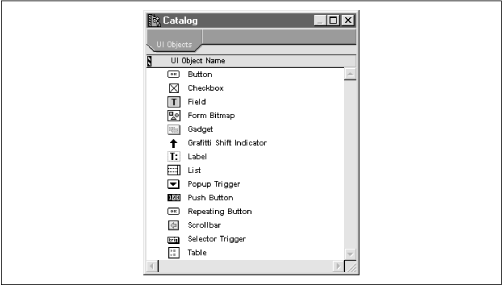 Catalog
UI Objects
UI Object Name
Button
Checkbox
Field
Form Bitmap
Gadget
Grafitti Shift Indicator
Label
List
Popup Trigger
Push Button
Repeating Button
Scrollbar
Selector Trigger
Table